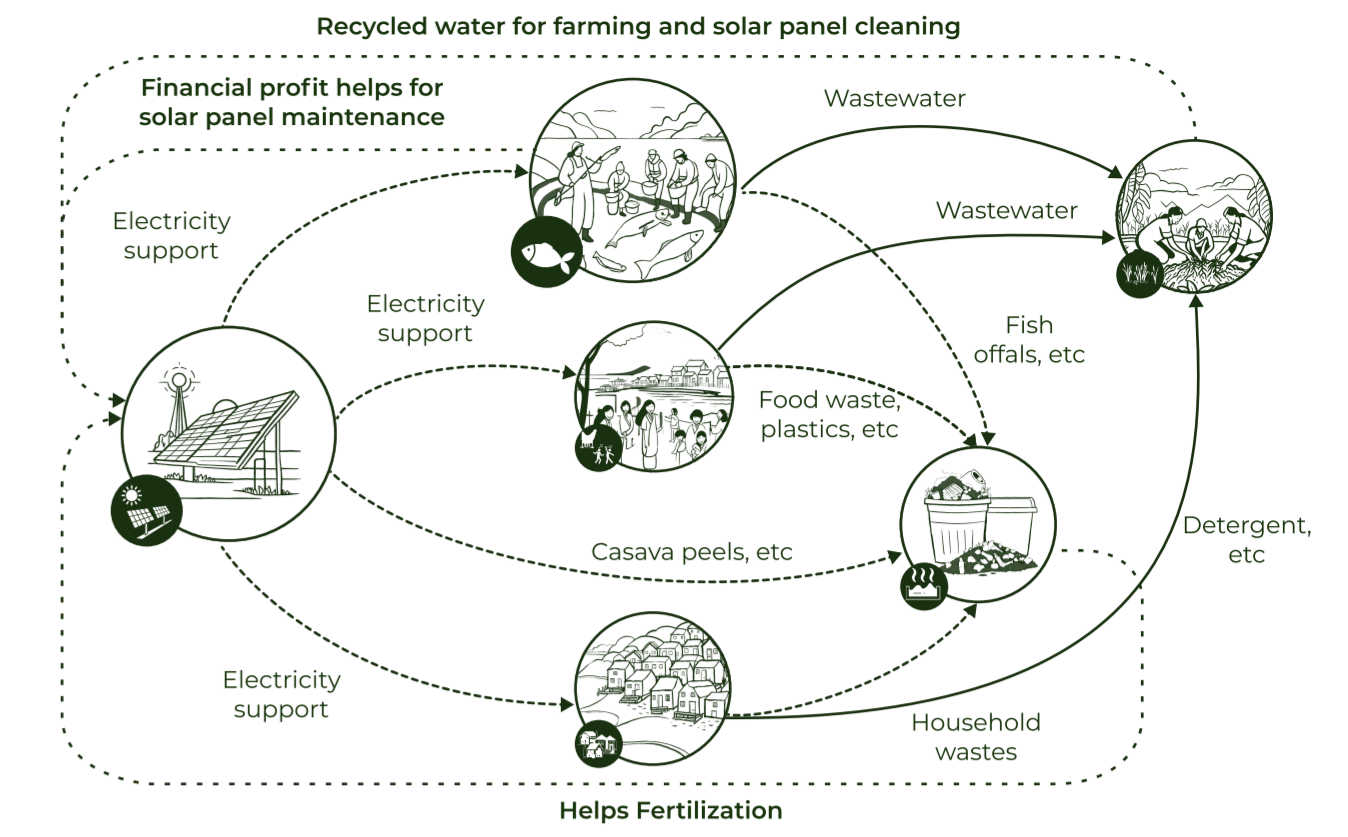 Recycled water for farming and solar panel cleaning
Financial profit helps for
solar panel maintenance
Wastewater
Wastewater
Electricity
support
Electricity
support
Fish
offals, etc
Food waste,
plastics, etc
Casava peels, etc
Detergent,
etc
Electricity
support
Household
wastes
Helps Fertilization